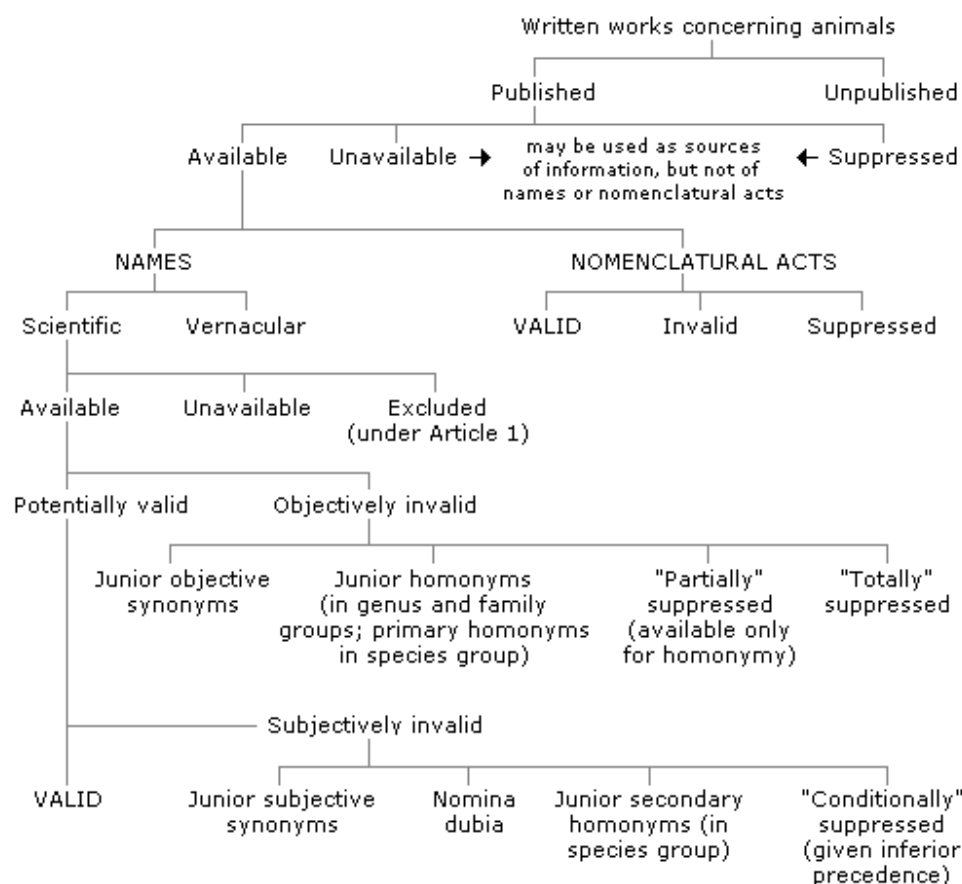 Written works concerning animals
Published
Unpublished
Available
Unavailable
may be used as sources
of information, but not of
names or nomenclatural acts
Suppressed
NAMES
NOMENCLATURAL ACTS
Scientific
Vernacular
VALID
Invalid
Suppressed
Available
Unavailable
Excluded
(under Article 1)
Potentially valid
Objectively invalid
Junior objective
synonyms
Junior homonyms
(in genus and family
groups; primary homonyms
in species group)
"Partially"
suppressed
(available only
for homonymy)
"Totally"
suppressed
Subjectively invalid
VALID
Junior subjective
synonyms
Nomina
dubia
Junior secondary
homonyms (in
species group)
"Conditionally"
suppressed
(given inferior
precedence)